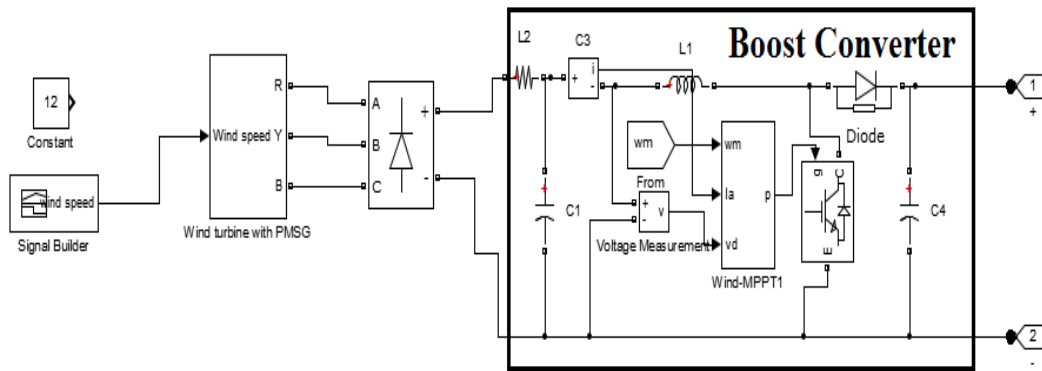 Boost Converter
L2
C3
L1
i
+
-
12
Constant
Wind speed
R
Y
B
A
B
C
+
-
wind speed
Signal Builder
Wind turbine with PMSG
wm
From
+
-
v
Voltage Measurement
wm
Ia
vd
p
Wind-MPPT1
g
C
E
Diode
C1
C4
1
+
2
-